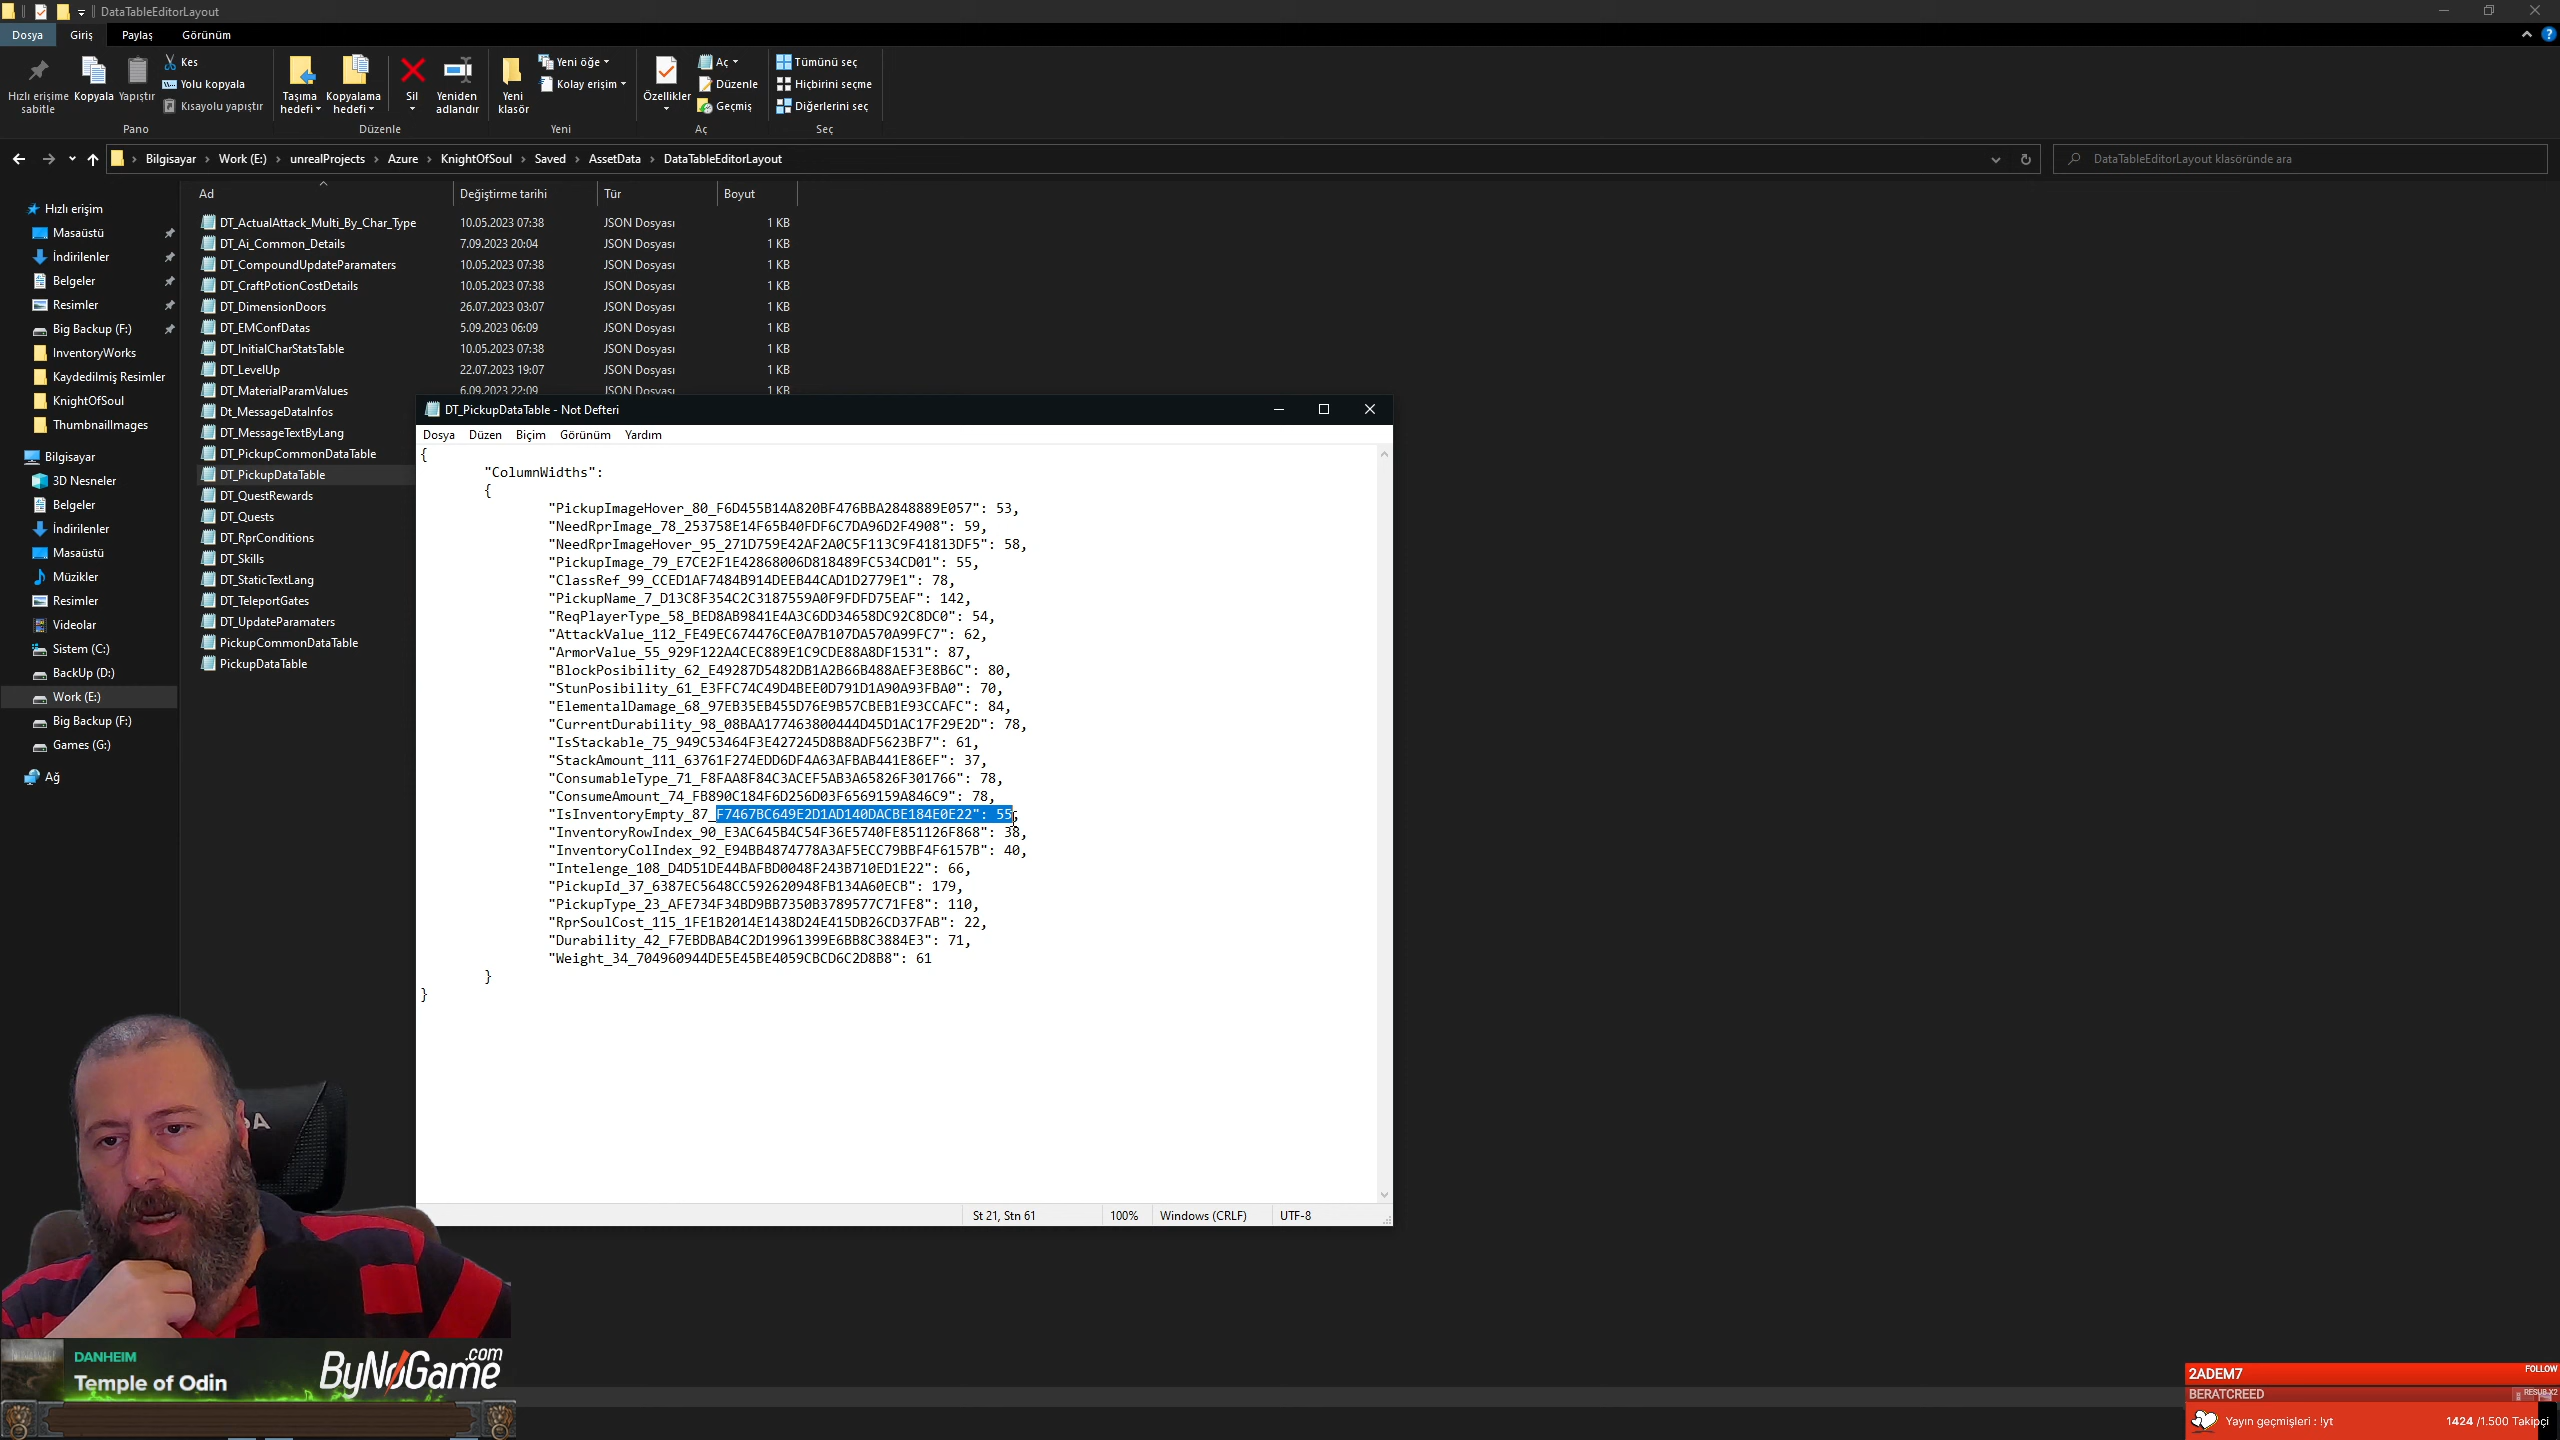 DataTableEditorLayout
Dosya Giriş Paylaş Görünüm
Hızlı erişime sabitle
Kopyala
Yapıştır
Kes
Yolu kopyala
Kısayolu yapıştır
Pano
Taşıma hedefi
Kopyalama hedefi
Sil
Yeniden adlandır
Düzenle
Yeni klasör
Yeni öğe
Kolay erişim
Yeni
Özellikler
Aç
Düzenle
Geçmiş
Aç
Tümünü seç
Hiçbirini seçme
Diğerlerini seç
Seç
Bilgisayar › Work (E:) › unrealProjects › Azure › KnightOfSoul › Saved › AssetData › DataTableEditorLayout
DataTableEditorLayout klasöründe ara
Hızlı erişim
Masaüstü
İndirilenler
Belgeler
Resimler
Big Backup (F:)
InventoryWorks
Kaydedilmiş Resimler
KnightOfSoul
ThumbnailImages
Bilgisayar
3D Nesneler
Belgeler
İndirilenler
Masaüstü
Müzikler
Resimler
Videolar
Sistem (C:)
BackUp (D:)
Work (E:)
Big Backup (F:)
Games (G:)
Ağ
Ad Değiştirme tarihi Tür Boyut
DT_ActualAttack_Multi_By_Char_Type 10.05.2023 07:38 JSON Dosyası 1 KB
DT_Ai_Common_Details 7.09.2023 20:04 JSON Dosyası 1 KB
DT_CompoundUpdateParamaters 10.05.2023 07:38 JSON Dosyası 1 KB
DT_CraftPotionCostDetails 10.05.2023 07:38 JSON Dosyası 1 KB
DT_DimensionDoors 26.07.2023 03:07 JSON Dosyası 1 KB
DT_EMConfDatas 5.09.2023 06:09 JSON Dosyası 1 KB
DT_InitialCharStatsTable 10.05.2023 07:38 JSON Dosyası 1 KB
DT_LevelUp 22.07.2023 19:07 JSON Dosyası 1 KB
DT_MaterialParamValues 6.09.2023 22:09 JSON Dosyası 1 KB
Dt_MessageDataInfos
DT_MessageTextByLang
DT_PickupCommonDataTable
DT_PickupDataTable
DT_QuestRewards
DT_Quests
DT_RprConditions
DT_Skills
DT_StaticTextLang
DT_TeleportGates
DT_UpdateParamaters
PickupCommonDataTable
PickupDataTable
DT_PickupDataTable - Not Defteri
Dosya Düzen Biçim Görünüm Yardım
{
"ColumnWidths":
{
"PickupImageHover_80_F6D455B14A820BF476BBA2848889E057": 53,
"NeedRprImage_78_253758E14F65B40FDF6C7DA96D2F4908": 59,
"NeedRprImageHover_95_271D759E42AF2A0C5F113C9F41813DF5": 58,
"PickupImage_79_E7CE2F1E42868006D818489FC534CD01": 55,
"ClassRef_99_CCED1AF7484B914DEEB44CAD1D2779E1": 78,
"PickupName_7_D13C8F354C2C3187559A0F9FDFD75EAF": 142,
"ReqPlayerType_58_BED8AB9841E4A3C6DD34658DC92C8DC0": 54,
"AttackValue_112_FE49EC674476CE0A7B107DA570A99FC7": 62,
"ArmorValue_55_929F122A4CEC889E1C9CDE88A8DF1531": 87,
"BlockPosibility_62_E49287D5482DB1A2B66B488AEF3E8B6C": 80,
"StunPosibility_61_E3FFC74C49D4BEE0D791D1A90A93FBA0": 70,
"ElementalDamage_68_97EB35EB455D76E9B57CBEB1E93CCAFC": 84,
"CurrentDurability_98_08BAA177463800444D45D1AC17F29E2D": 78,
"IsStackable_75_949C53464F3E427245D8B8ADF5623BF7": 61,
"StackAmount_111_63761F274EDD6DF4A63AFBAB441E86EF": 37,
"ConsumableType_71_F8FAA8F84C3ACEF5AB3A65826F301766": 78,
"ConsumeAmount_74_FB890C184F6D256D03F6569159A846C9": 78,
"IsInventoryEmpty_87_F7467BC649E2D1AD140DACBE184E0E22": 55,
"InventoryRowIndex_90_E3AC645B4C54F36E5740FE851126F868": 38,
"InventoryColIndex_92_E94BB4874778A3AF5ECC79BBF4F6157B": 40,
"Intelenge_108_D4D51DE44BAFBD0048F243B710ED1E22": 66,
"PickupId_37_6387EC5648CC592620948FB134A60ECB": 179,
"PickupType_23_AFE734F34BD9BB7350B3789577C71FE8": 110,
"RprSoulCost_115_1FE1B2014E1438D24E415DB26CD37FAB": 22,
"Durability_42_F7EBDBAB4C2D19961399E6BB8C3884E3": 71,
"Weight_34_704960944DE5E45BE4059CBCD6C2D8B8": 61
}
}
St 21, Stn 61 100% Windows (CRLF) UTF-8
DANHEIM
Temple of Odin
ByNoGame.com
2ADEM7 FOLLOW
BERATCREED RESUB X2
Yayın geçmişleri : !yt 1424 /1.500 Takipçi